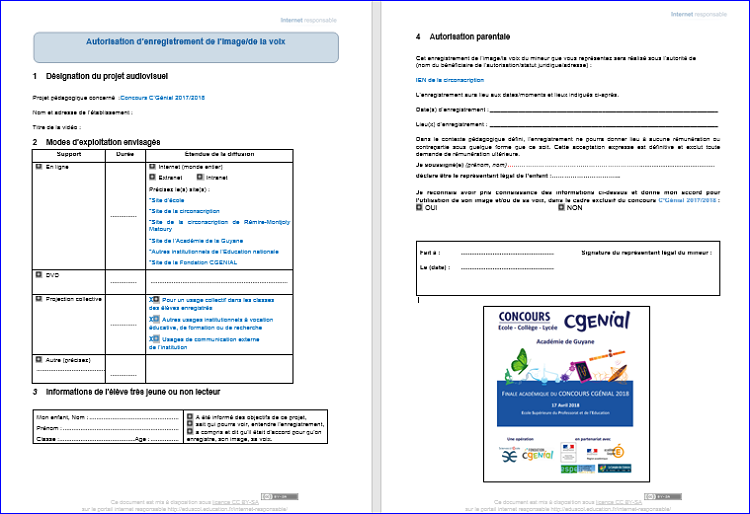 Internet responsable
Autorisation d'enregistrement de l'image/de la voix
1 Désignation du projet audiovisuel
Projet pédagogique concerné :Concours C'Génial 2017/2018
Nom et adresse de l'établissement :
Titre de la vidéo :
2 Modes d'exploitation envisagés
Support Durée Etendue de la diffusion
En ligne
Internet (monde entier)
Extranet Intranet
Précisez le(s) site(s) :
*Site d'école
*Site de la circonscription
*Site de la circonscription de Rémire-Montjoly Matoury
*Site de l'Académie de la Guyane
*Autres institutionnels de l'Education nationale
*Site de la Fondation CGENIAL
DVD
Projection collective
X Pour un usage collectif dans les classes
des élèves enregistrés
X Autres usages institutionnels à vocation
éducative, de formation ou de recherche
X Usages de communication externe
de l'institution
Autre (précisez)
3 Informations de l'élève très jeune ou non lecteur
Mon enfant, Nom :
Prénom :
Classe : Age :
A été informé des objectifs de ce projet,
sait qui pourra voir, entendre l'enregistrement,
a compris et dit qu'il était d'accord pour qu'on
enregistre, son image, sa voix.
Ce document est mis à disposition sous licence CC BY-SA
sur le portail internet responsable http://eduscol.education.fr/internet-responsable/
Internet responsable
4 Autorisation parentale
Cet enregistrement de l'image/la voix du mineur que vous représentez sera réalisé sous l'autorité de
(nom du bénéficiaire de l'autorisation/statut juridique/adresse) :
IEN de la circonscription
L'enregistrement aura lieu aux dates/moments et lieux indiqués ci-après.
Date(s) d'enregistrement :
Lieu(x) d'enregistrement :
Dans le contexte pédagogique défini, l'enregistrement ne pourra donner lieu à aucune rémunération ou
contrepartie sous quelque forme que ce soit. Cette acceptation expresse est définitive et exclut toute
demande de rémunération ultérieure.
Je soussigné(e) (prénom, nom)
déclare être le représentant légal de l'enfant :
Je reconnais avoir pris connaissance des informations ci-dessus et donne mon accord pour
l'utilisation de son image et/ou de sa voix, dans le cadre exclusif du concours C'Génial 2017/2018 :
OUI NON
Fait à : Signature du représentant légal du mineur :
Le (date) :
CONCOURS
Ecole - Collège - Lycée
CGENIAL
Académie de Guyane
FINALE ACADÉMIQUE DU CONCOURS CGÉNIAL 2018
17 Avril 2018
Ecole Supérieure du Professorat et de l'Education
Une opération en partenariat avec
CGENIAL
espe
Ce document est mis à disposition sous licence CC BY-SA
sur le portail internet responsable http://eduscol.education.fr/internet-responsable/